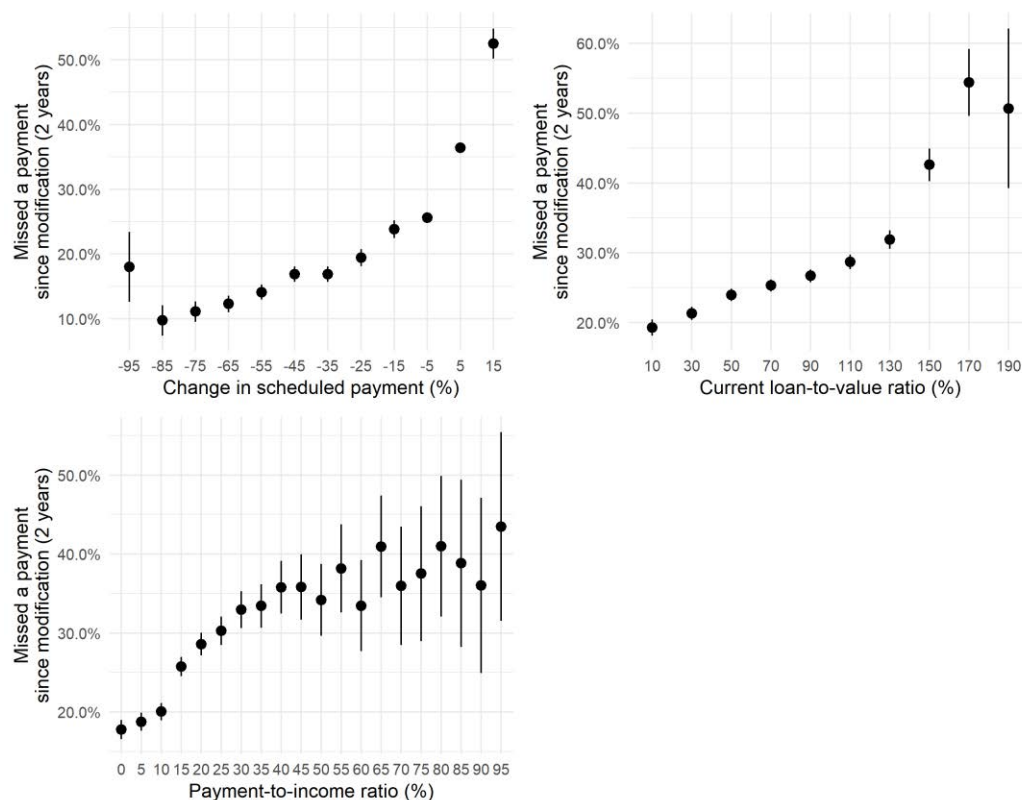 Missed a payment
since modification (2 years)
50.0%
40.0%
30.0%
20.0%
10.0%
-95 -85 -75 -65 -55 -45 -35 -25 -15 -5 5 15
Change in scheduled payment (%)
Missed a payment
since modification (2 years)
60.0%
50.0%
40.0%
30.0%
20.0%
10 30 50 70 90 110 130 150 170 190
Current loan-to-value ratio (%)
Missed a payment
since modification (2 years)
50.0%
40.0%
30.0%
20.0%
0 5 10 15 20 25 30 35 40 45 50 55 60 65 70 75 80 85 90 95
Payment-to-income ratio (%)